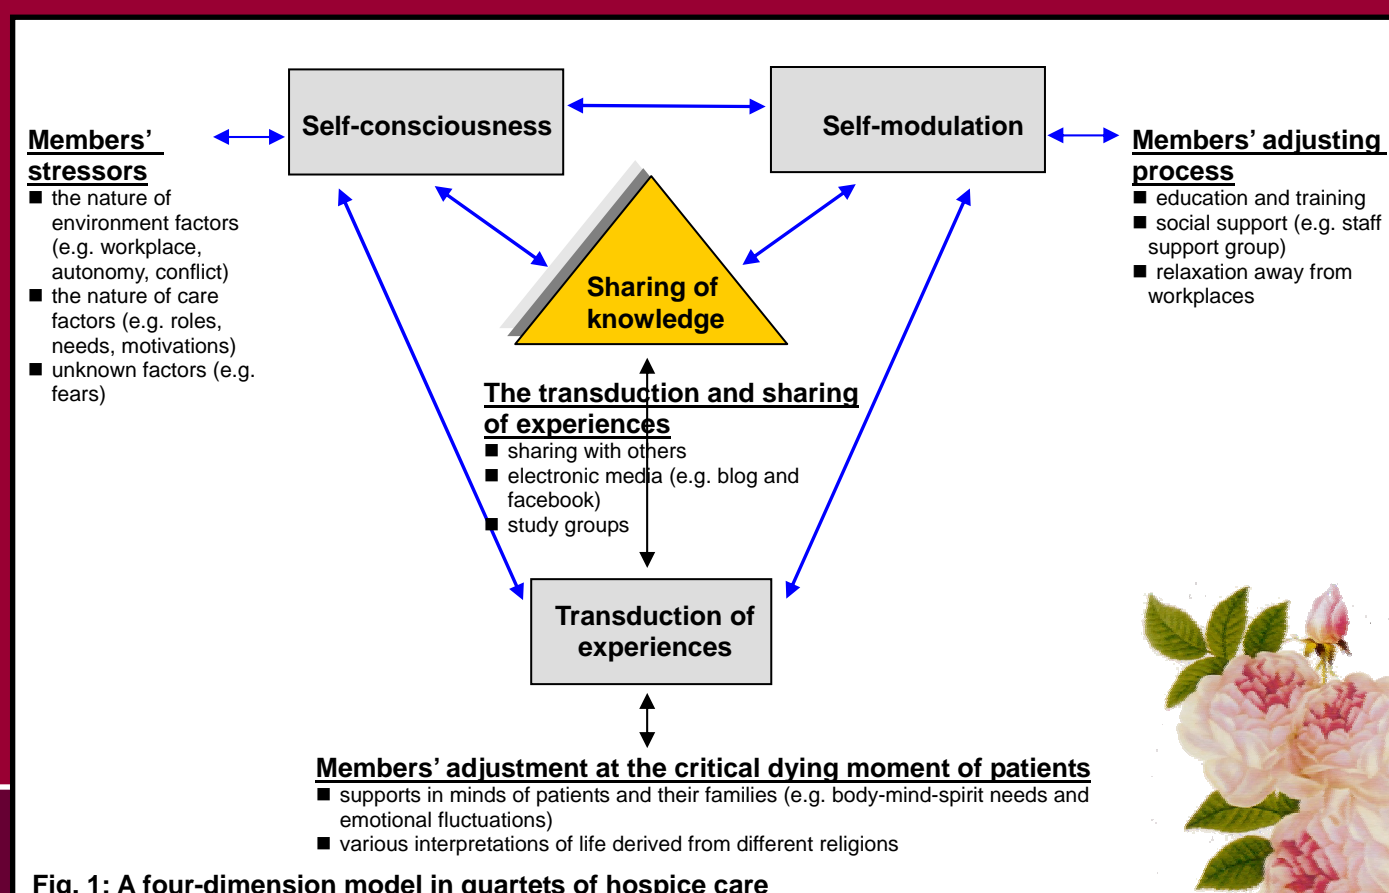 Self-consciousness
Self-modulation
Members’
stressors
■ the nature of
environment factors
(e.g. workplace,
autonomy, conflict)
■ the nature of care
factors (e.g. roles,
needs, motivations)
■ unknown factors (e.g.
fears)
Members’ adjusting
process
■ education and training
■ social support (e.g. staff
support group)
■ relaxation away from
workplaces
Sharing of
knowledge
The transduction and sharing
of experiences
■ sharing with others
■ electronic media (e.g. blog and
facebook)
■ study groups
Transduction of
experiences
Members’ adjustment at the critical dying moment of patients
■ supports in minds of patients and their families (e.g. body-mind-spirit needs and
emotional fluctuations)
■ various interpretations of life derived from different religions
Fig. 1: A four-dimension model in quartets of hospice care